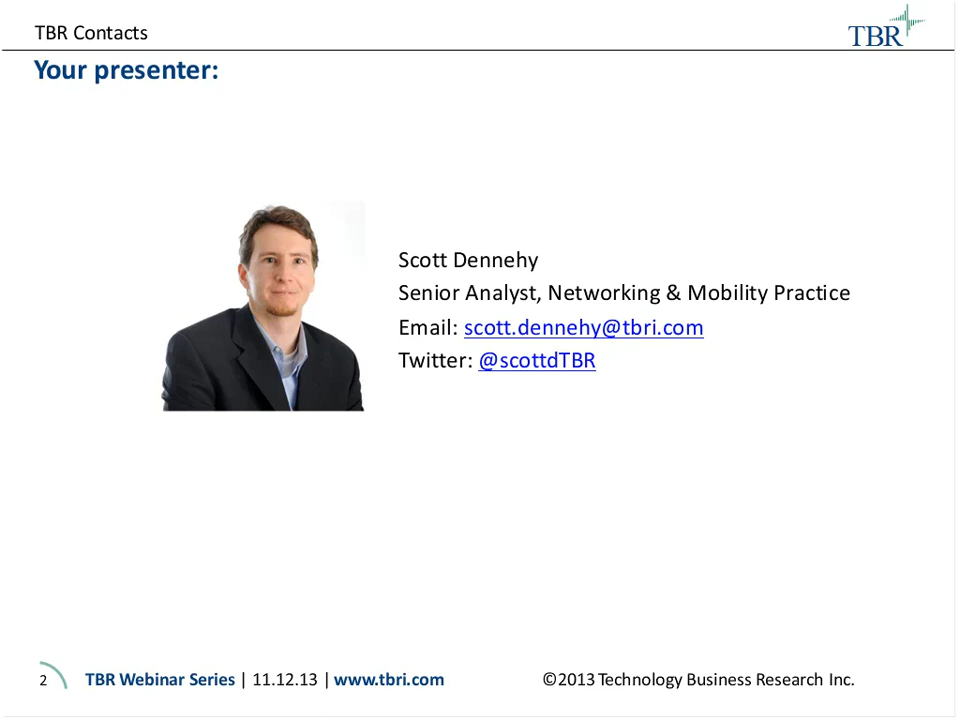 TBR Contacts
TBR
Your presenter:
Scott Dennehy
Senior Analyst, Networking & Mobility Practice
Email: scott.dennehy@tbri.com
Twitter: @scottdTBR
2 TBR Webinar Series | 11.12.13 | www.tbri.com ©2013 Technology Business Research Inc.